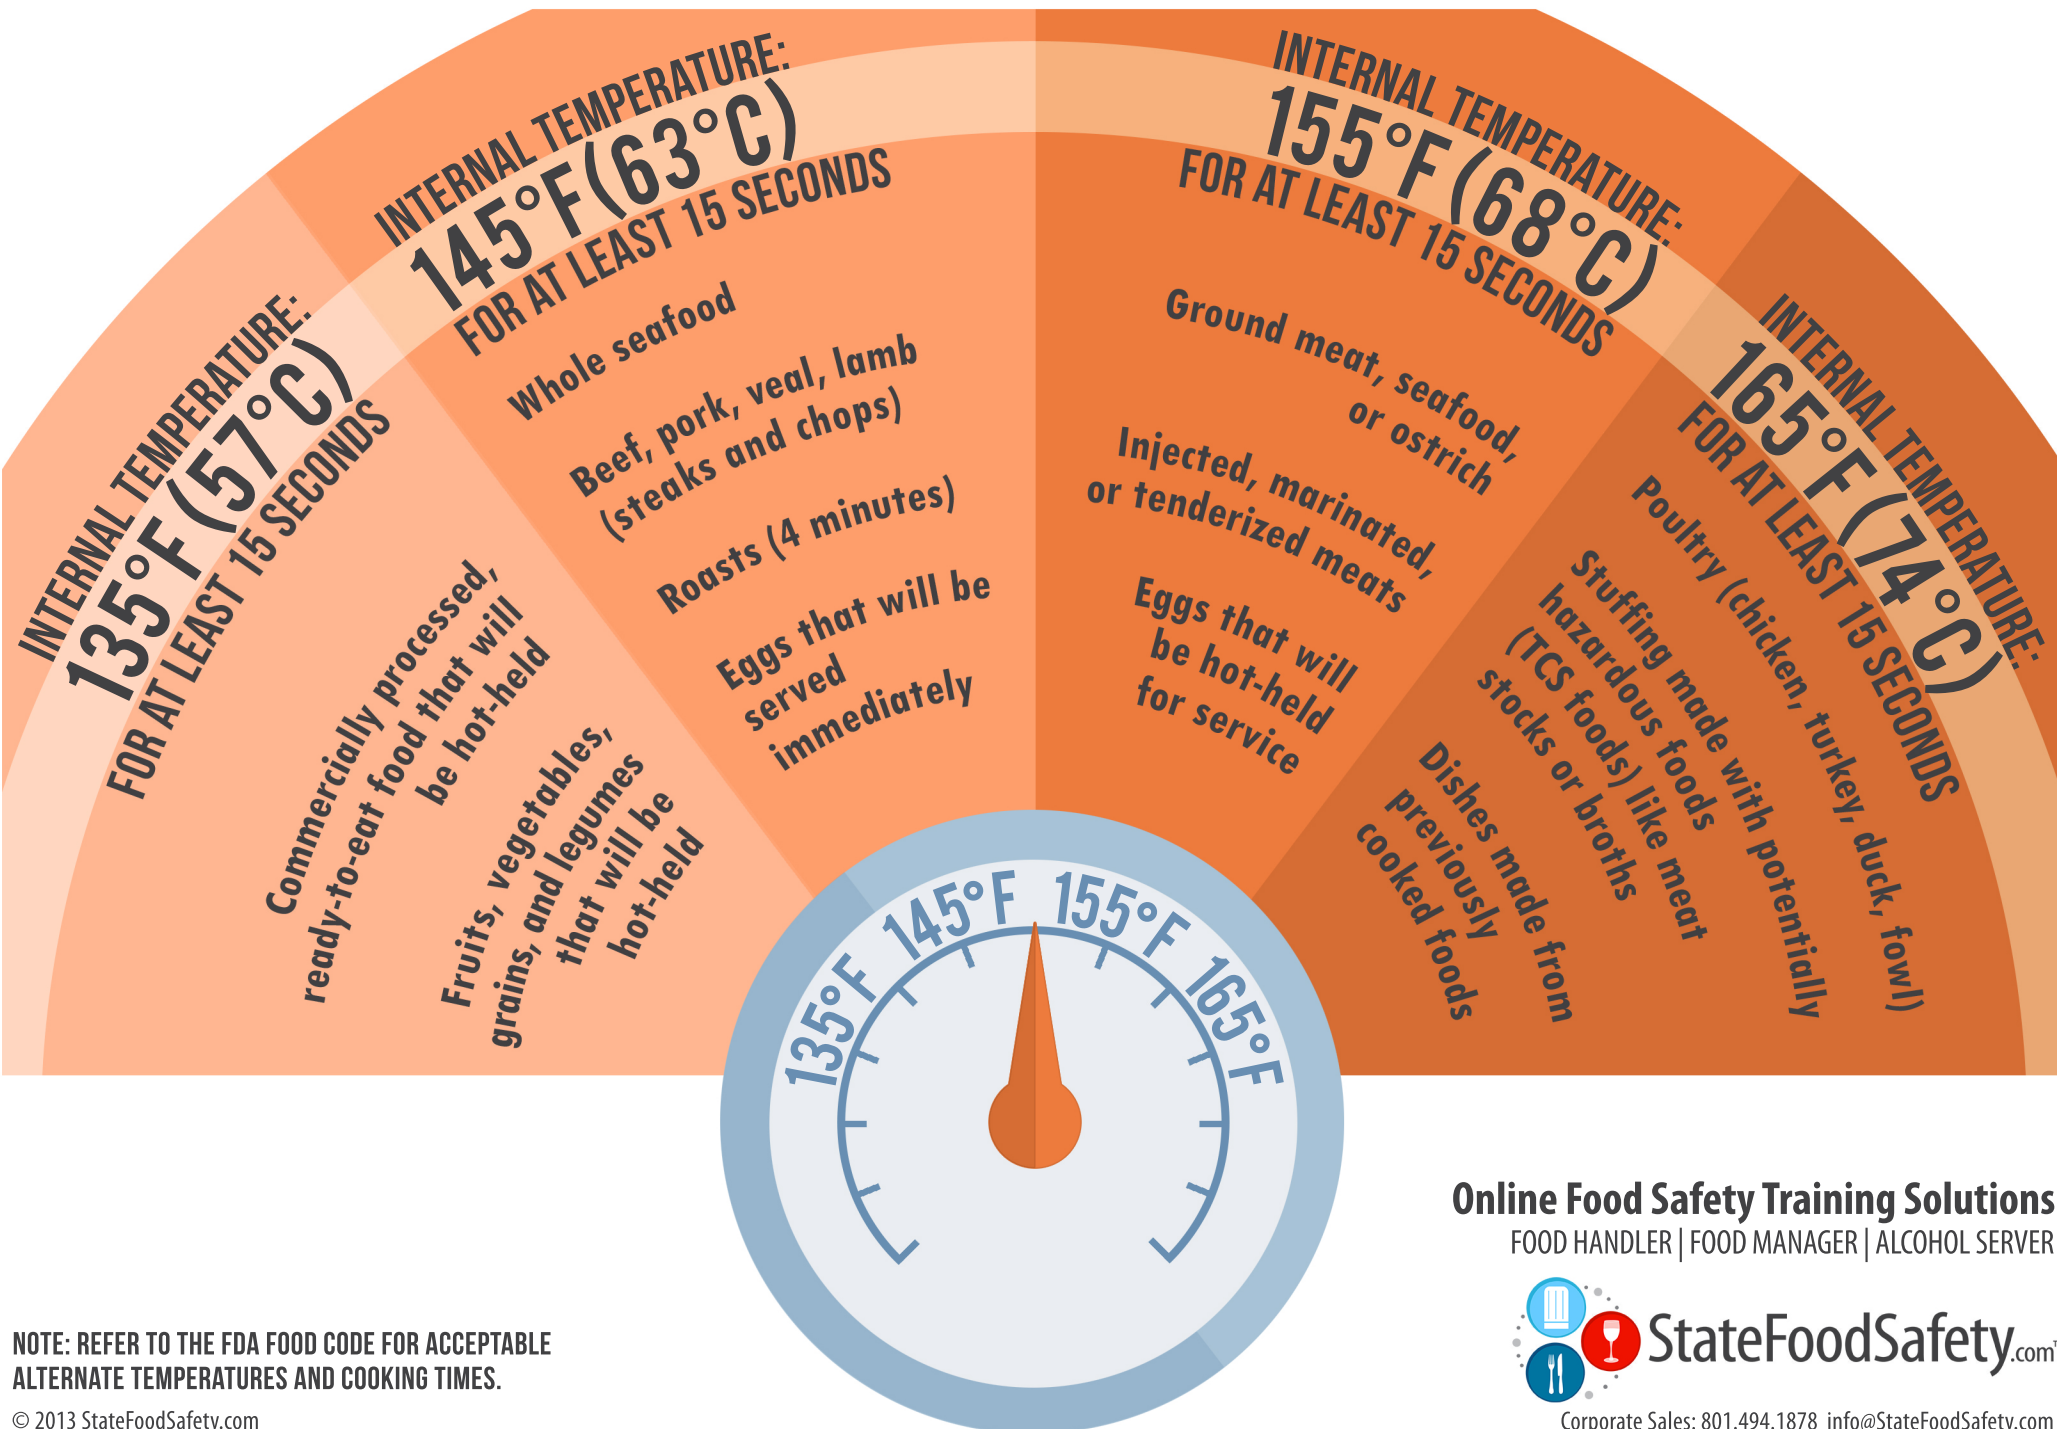 INTERNAL TEMPERATURE:
135°F (57°C)
FOR AT LEAST 15 SECONDS
Commercially processed,
ready-to-eat food that will
be hot-held
Fruits, vegetables,
grains, and legumes
that will be
hot-held
INTERNAL TEMPERATURE:
145°F (63°C)
FOR AT LEAST 15 SECONDS
Whole seafood
Beef, pork, veal, lamb
(steaks and chops)
Roasts (4 minutes)
Eggs that will be
served
immediately
INTERNAL TEMPERATURE:
155°F (68°C)
FOR AT LEAST 15 SECONDS
Ground meat, seafood,
or ostrich
Injected, marinated,
or tenderized meats
Eggs that will
be hot-held
for service
INTERNAL TEMPERATURE:
165°F (74°C)
FOR AT LEAST 15 SECONDS
Poultry (chicken, turkey, duck, fowl)
Stuffing made with potentially
hazardous foods
(TCS foods) like meat
stocks or broths
Dishes made from
previously
cooked foods
135°F
145°F
155°F
165°F
Online Food Safety Training Solutions
FOOD HANDLER | FOOD MANAGER | ALCOHOL SERVER
StateFoodSafety.com
Corporate Sales: 801.494.1878 info@StateFoodSafety.com
NOTE: REFER TO THE FDA FOOD CODE FOR ACCEPTABLE
ALTERNATE TEMPERATURES AND COOKING TIMES.
© 2013 StateFoodSafety.com